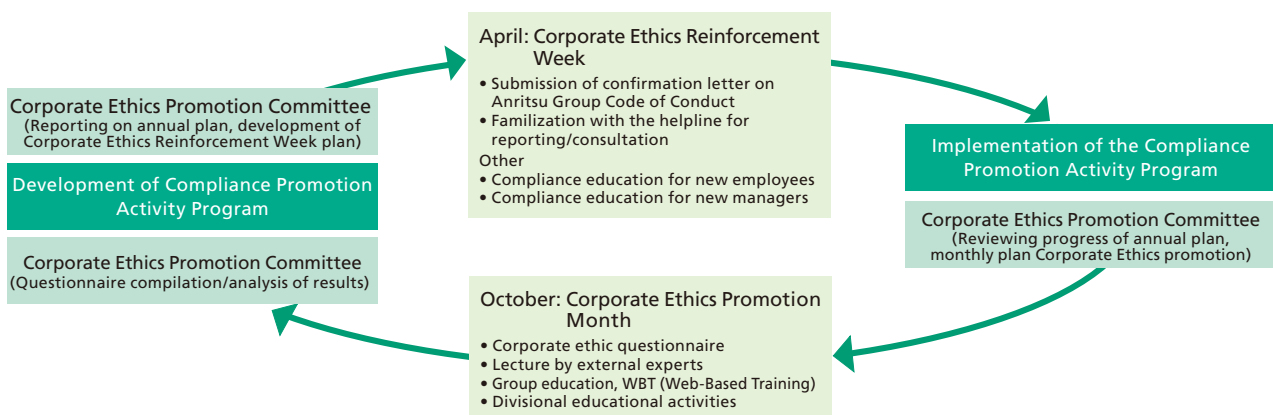 Corporate Ethics Promotion Committee
(Reporting on annual plan, development of
Corporate Ethics Reinforcement Week plan)
Development of Compliance Promotion
Activity Program
Corporate Ethics Promotion Committee
(Questionnaire compilation/analysis of results)
April: Corporate Ethics Reinforcement
Week
• Submission of confirmation letter on
Anritsu Group Code of Conduct
• Familization with the helpline for
reporting/consultation
Other
• Compliance education for new employees
• Compliance education for new managers
Implementation of the Compliance
Promotion Activity Program
Corporate Ethics Promotion Committee
(Reviewing progress of annual plan,
monthly plan Corporate Ethics promotion)
October: Corporate Ethics Promotion
Month
• Corporate ethic questionnaire
• Lecture by external experts
• Group education, WBT (Web-Based Training)
• Divisional educational activities